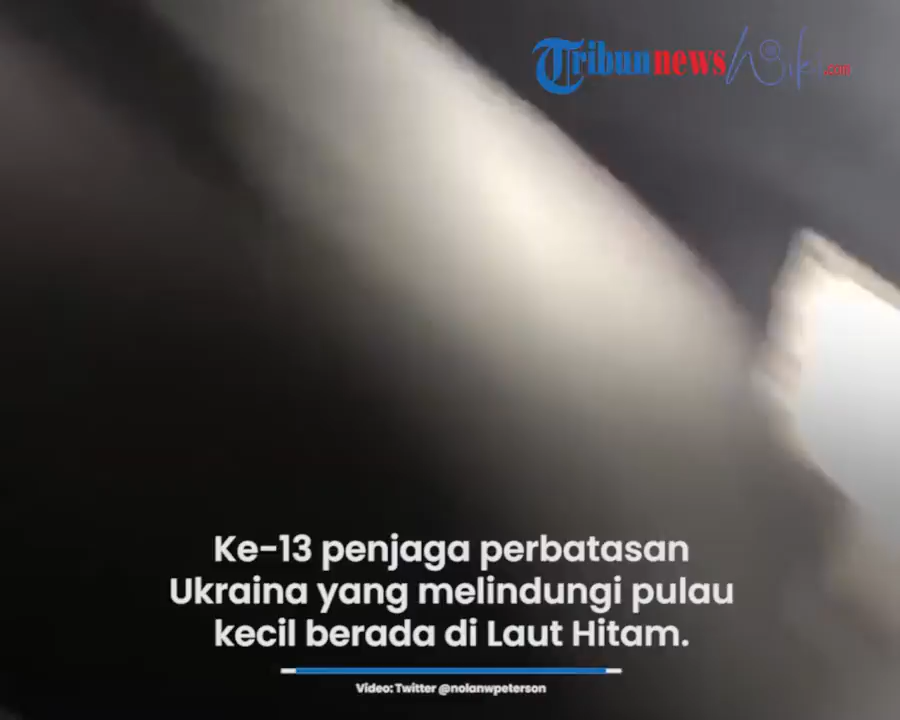 Tribunnewswiki.com
Ke-13 penjaga perbatasan
Ukraina yang melindungi pulau
kecil berada di Laut Hitam.
Video: Twitter @nolanwpeterson